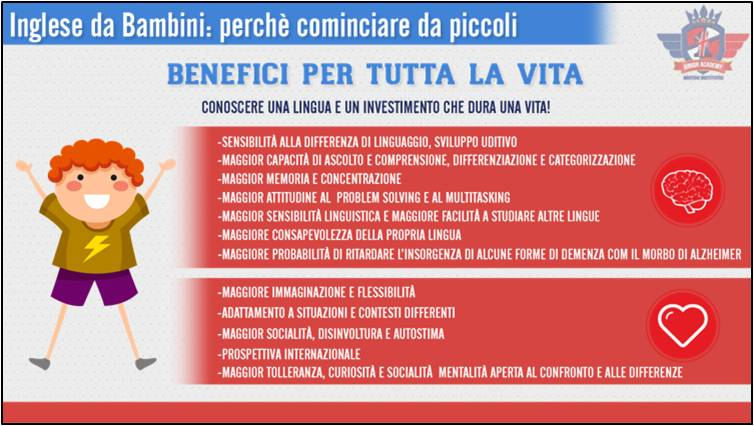 Inglese da Bambini: perchè cominciare da piccoli
JUNIOR ACADEMY
BRITISH INSTITUTES
BENEFICI PER TUTTA LA VITA
CONOSCERE UNA LINGUA E UN INVESTIMENTO CHE DURA UNA VITA!
-SENSIBILITÀ ALLA DIFFERENZA DI LINGUAGGIO, SVILUPPO UDITIVO
-MAGGIOR CAPACITÀ DI ASCOLTO E COMPRENSIONE, DIFFERENZIAZIONE E CATEGORIZZAZIONE
-MAGGIOR MEMORIA E CONCENTRAZIONE
-MAGGIOR ATTITUDINE AL PROBLEM SOLVING E AL MULTITASKING
-MAGGIOR SENSIBILITÀ LINGUISTICA E MAGGIORE FACILITÀ A STUDIARE ALTRE LINGUE
-MAGGIORE CONSAPEVOLEZZA DELLA PROPRIA LINGUA
-MAGGIORE PROBABILITÀ DI RITARDARE L'INSORGENZA DI ALCUNE FORME DI DEMENZA COM IL MORBO DI ALZHEIMER
-MAGGIORE IMMAGINAZIONE E FLESSIBILITÀ
-ADATTAMENTO A SITUAZIONI E CONTESTI DIFFERENTI
-MAGGIOR SOCIALITÀ, DISINVOLTURA E AUTOSTIMA
-PROSPETTIVA INTERNAZIONALE
-MAGGIOR TOLLERANZA, CURIOSITÀ E SOCIALITÀ MENTALITÀ APERTA AL CONFRONTO E ALLE DIFFERENZE